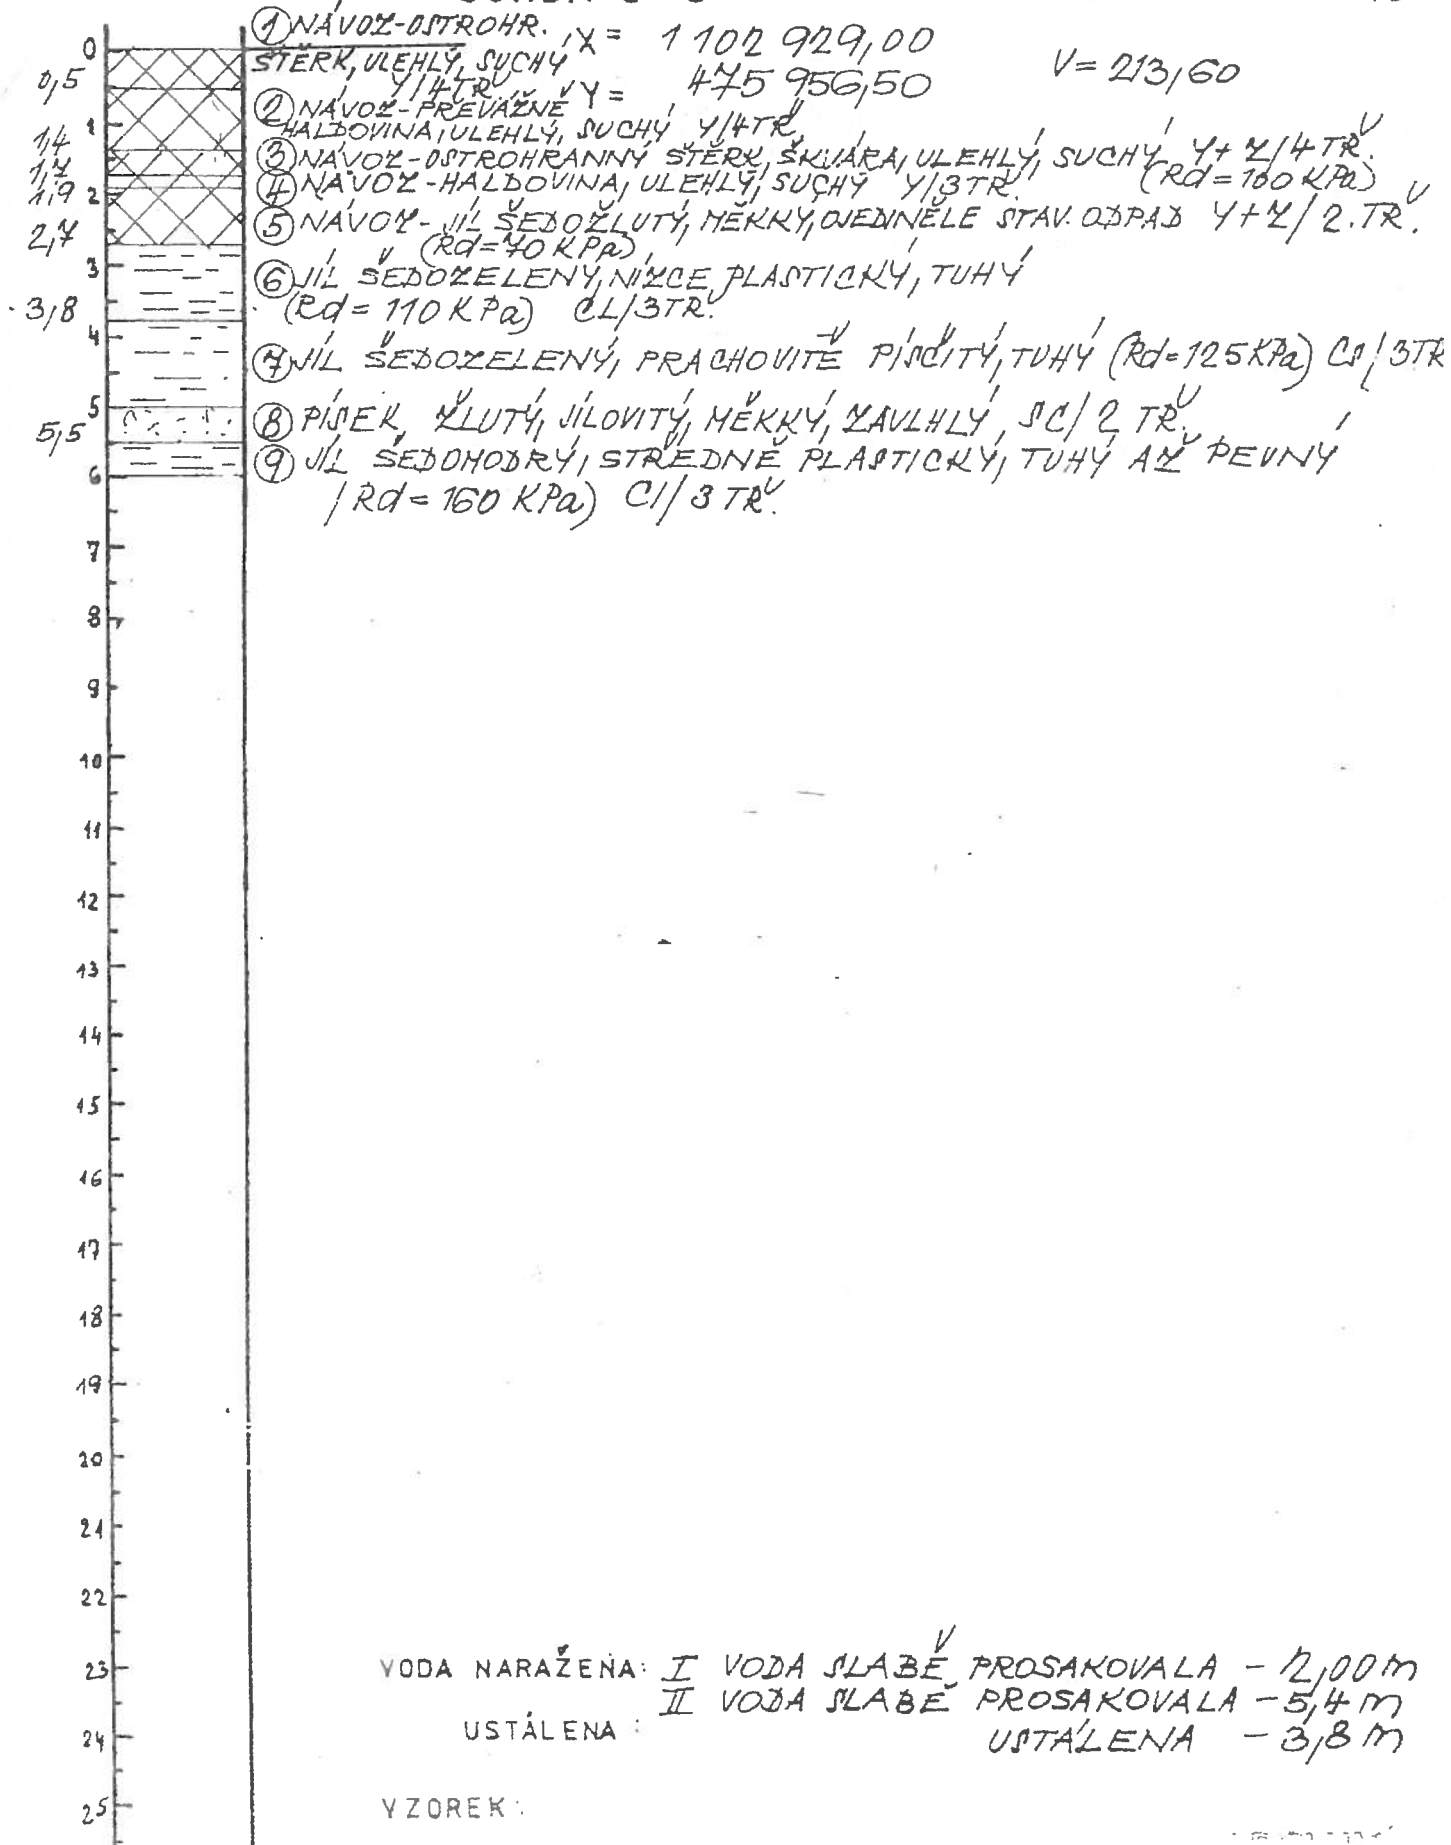 ① NÁVOZ-OSTROHR. X = 1 102 929,00
ŠTĚRK, ULEHLÝ, SUCHÝ
Y/4TŘ
Y = 475 956,50
V = 213,60
② NÁVOZ-PŘEVÁŽNĚ
HALDOVINA, ULEHLÝ, SUCHÝ Y/4TŘ,
③ NÁVOZ-OSTROHRANNÝ ŠTĚRK, ŠKVÁRA, ULEHLÝ, SUCHÝ Y+Z/4 TŘ.
④ NÁVOZ-HALDOVINA, ULEHLÝ, SUCHÝ Y/3TŘ. (Rd=100 KPa)
⑤ NÁVOZ-JÍL ŠEDOŽLUTÝ, MĚKKÝ, OJEDINĚLE STAV. ODPAD Y+Z/2.TŘ.
(Rd=70 KPa)
⑥ JÍL ŠEDOZELENÝ, NÍZCE PLASTICKÝ, TUHÝ
(Rd = 110 KPa) CL/3TŘ.
⑦ JÍL ŠEDOZELENÝ, PRACHOVITĚ PÍSČITÝ, TUHÝ (Rd=125KPa) CS/3TŘ
⑧ PÍSEK, ŽLUTÝ, JÍLOVITÝ, MĚKKÝ, ZAVLHLÝ, SC/2 TŘ.
⑨ JÍL ŠEDOMODRÝ, STŘEDNĚ PLASTICKÝ, TUHÝ AŽ PEVNÝ
/Rd = 160 KPa) CI/3 TŘ.
0
0,5
1
1,4
1,7
1,9
2
2,7
3
3,8
4
5
5,5
6
7
8
9
10
11
12
13
14
15
16
17
18
19
20
21
22
23
24
25
VODA NARAŽENA: I VODA SLABĚ PROSAKOVALA - 2,00 m
II VODA SLABĚ PROSAKOVALA - 5,4 m
USTÁLENA : USTÁLENA - 3,8 m
VZOREK: